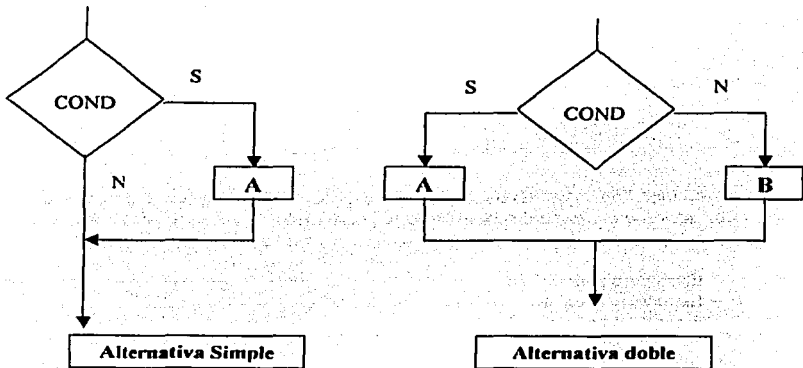 COND
S
N
A
Alternativa Simple
S
COND
N
A
B
Alternativa doble